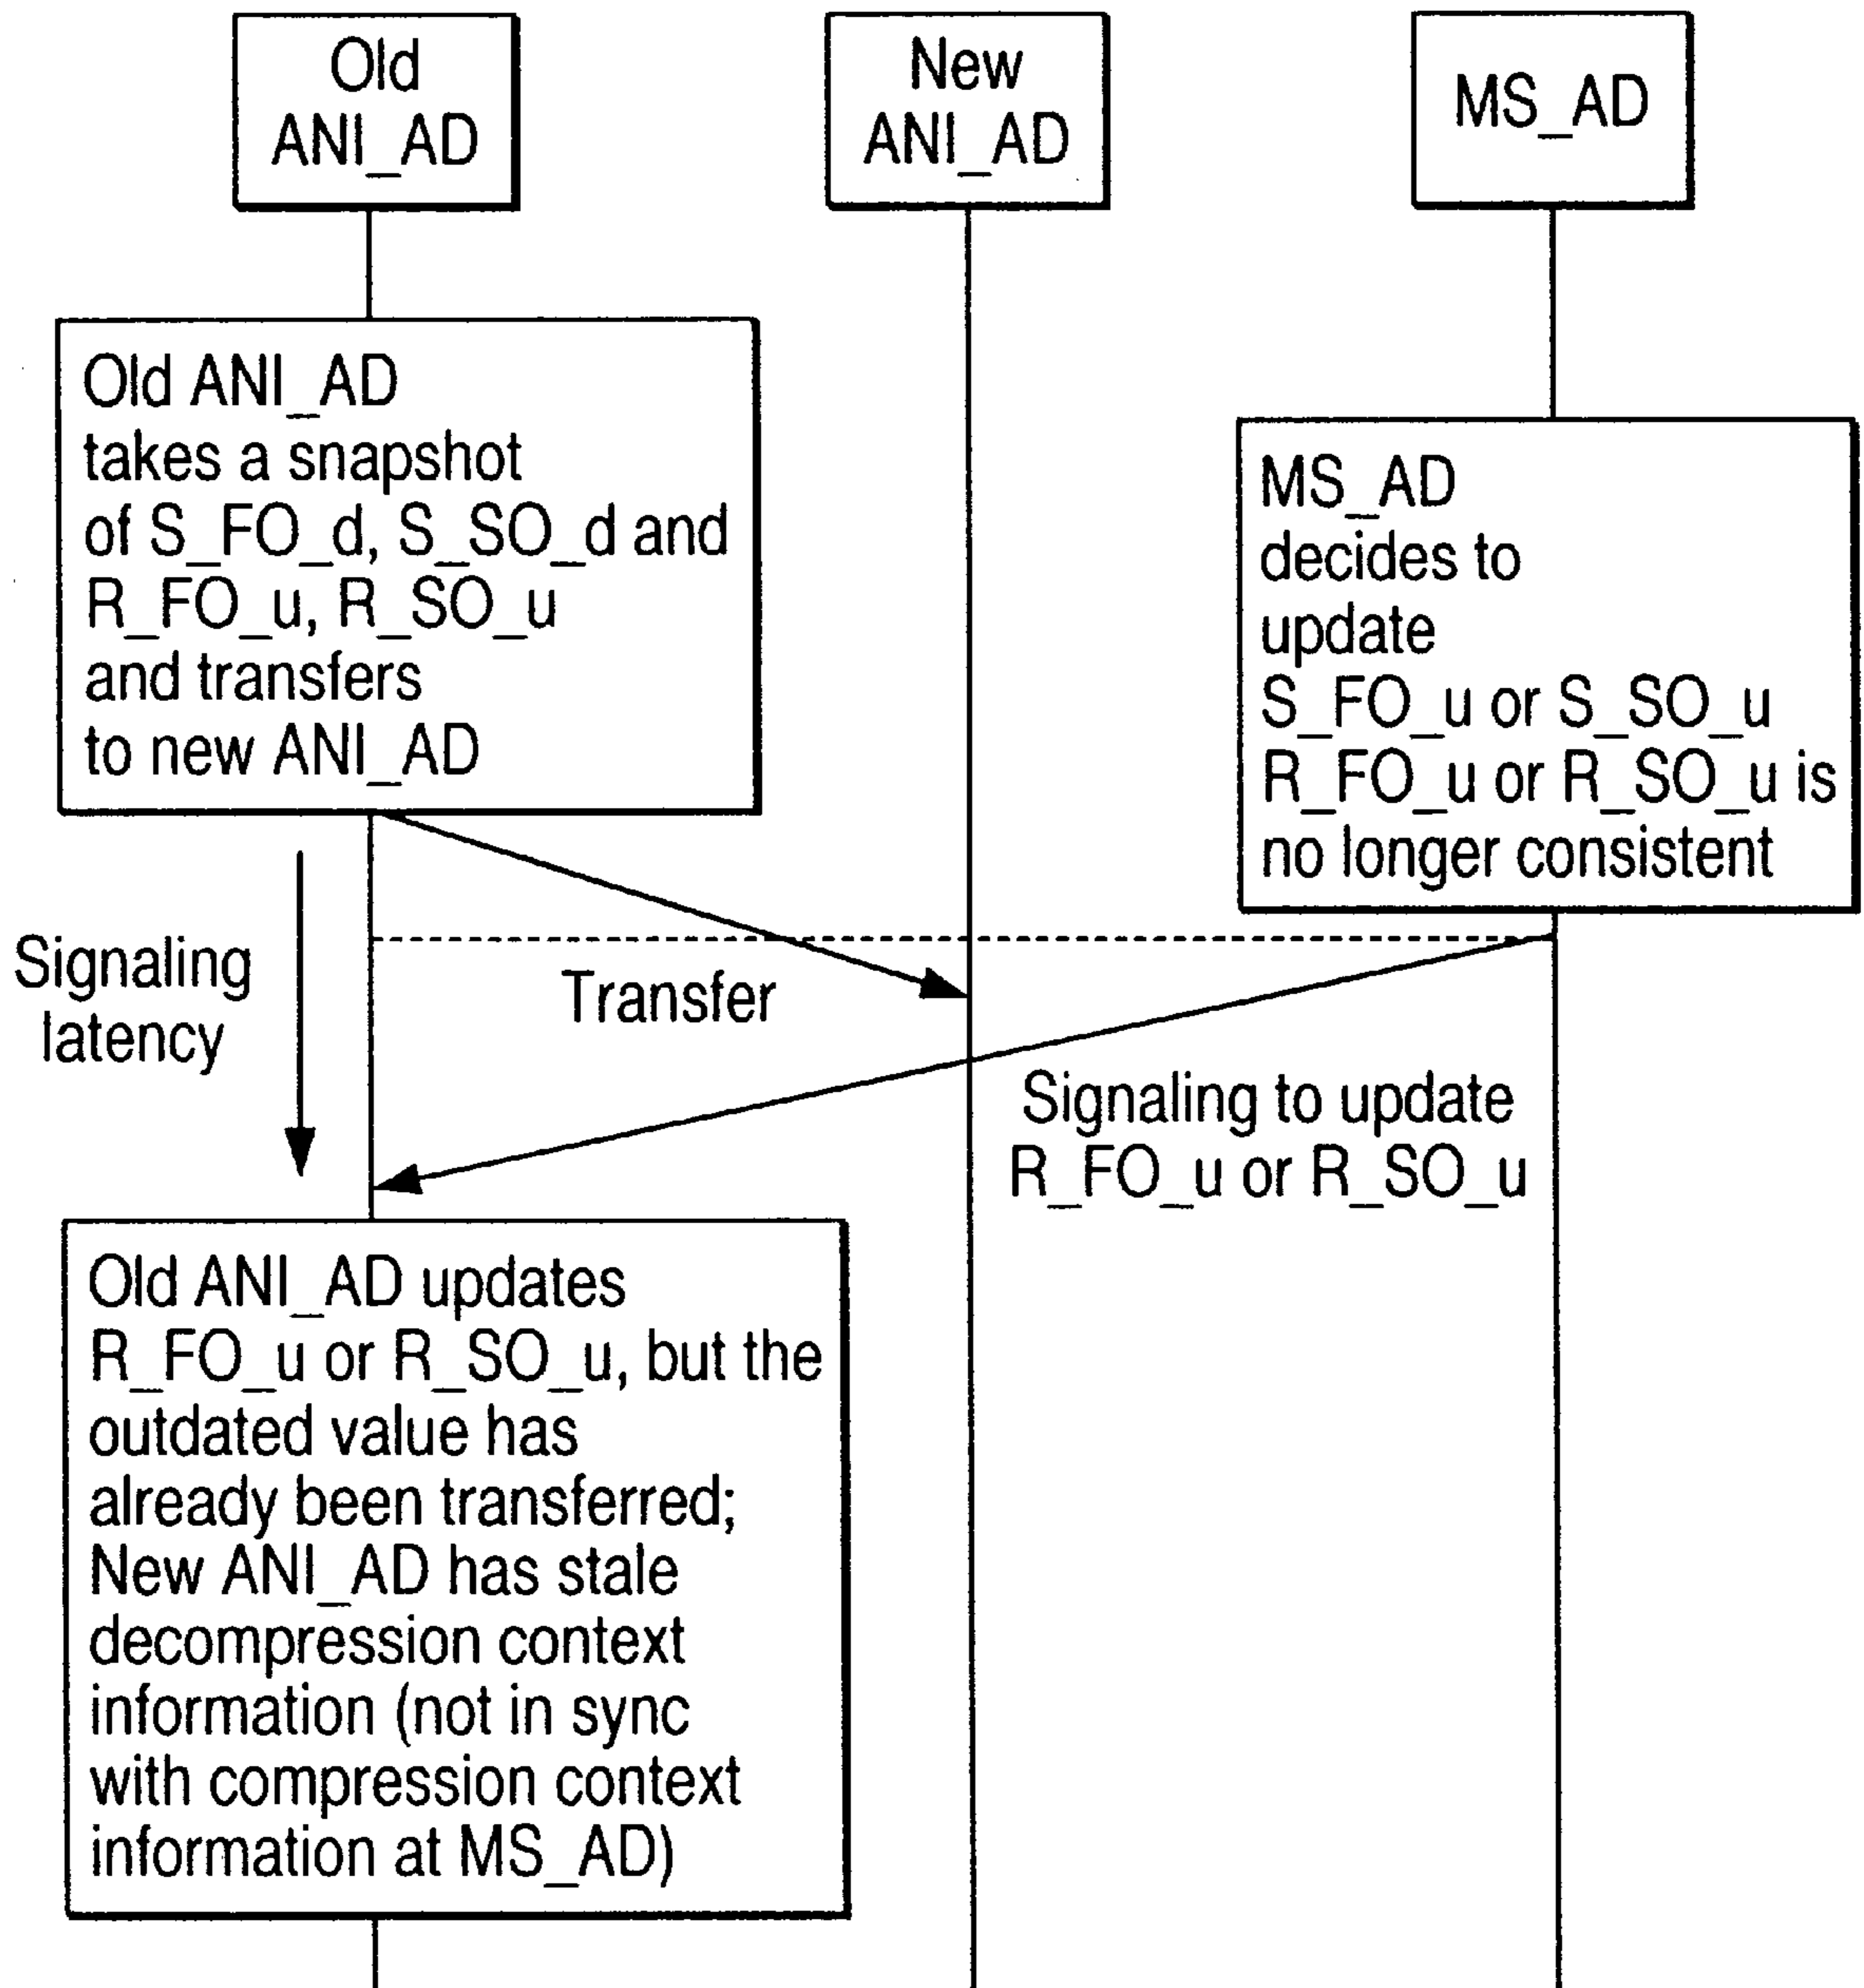 Old
ANI_AD
New
ANI_AD
MS_AD
Old ANI_AD
takes a snapshot
of S_FO_d, S_SO_d and
R_FO_u, R_SO_u
and transfers
to new ANI_AD
MS_AD
decides to
update
S_FO_u or S_SO_u
R_FO_u or R_SO_u is
no longer consistent
Signaling
latency
Transfer
Signaling to update
R_FO_u or R_SO_u
Old ANI_AD updates
R_FO_u or R_SO_u, but the
outdated value has
already been transferred;
New ANI_AD has stale
decompression context
information (not in sync
with compression context
information at MS_AD)